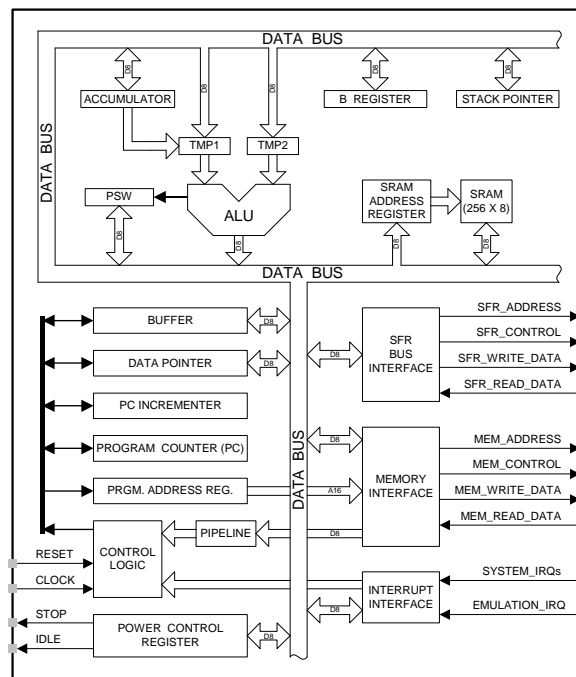 DATA BUS
D8
D8
D8
D8
D8
ACCUMULATOR
B REGISTER
STACK POINTER
DATA BUS
TMP1
TMP2
PSW
ALU
SRAM
ADDRESS
REGISTER
SRAM
(256 X 8)
D8
D8
D8
D8
DATA BUS
BUFFER
D8
DATA POINTER
D8
PC INCREMENTER
PROGRAM COUNTER (PC)
PRGM. ADDRESS REG.
A16
DATA BUS
D8
SFR
BUS
INTERFACE
SFR_ADDRESS
SFR_CONTROL
SFR_WRITE_DATA
SFR_READ_DATA
D8
MEMORY
INTERFACE
MEM_ADDRESS
MEM_CONTROL
MEM_WRITE_DATA
MEM_READ_DATA
RESET
CLOCK
CONTROL
LOGIC
PIPELINE
D8
INTERRUPT
INTERFACE
SYSTEM_IRQs
EMULATION_IRQ
D8
STOP
IDLE
POWER CONTROL
REGISTER
D8